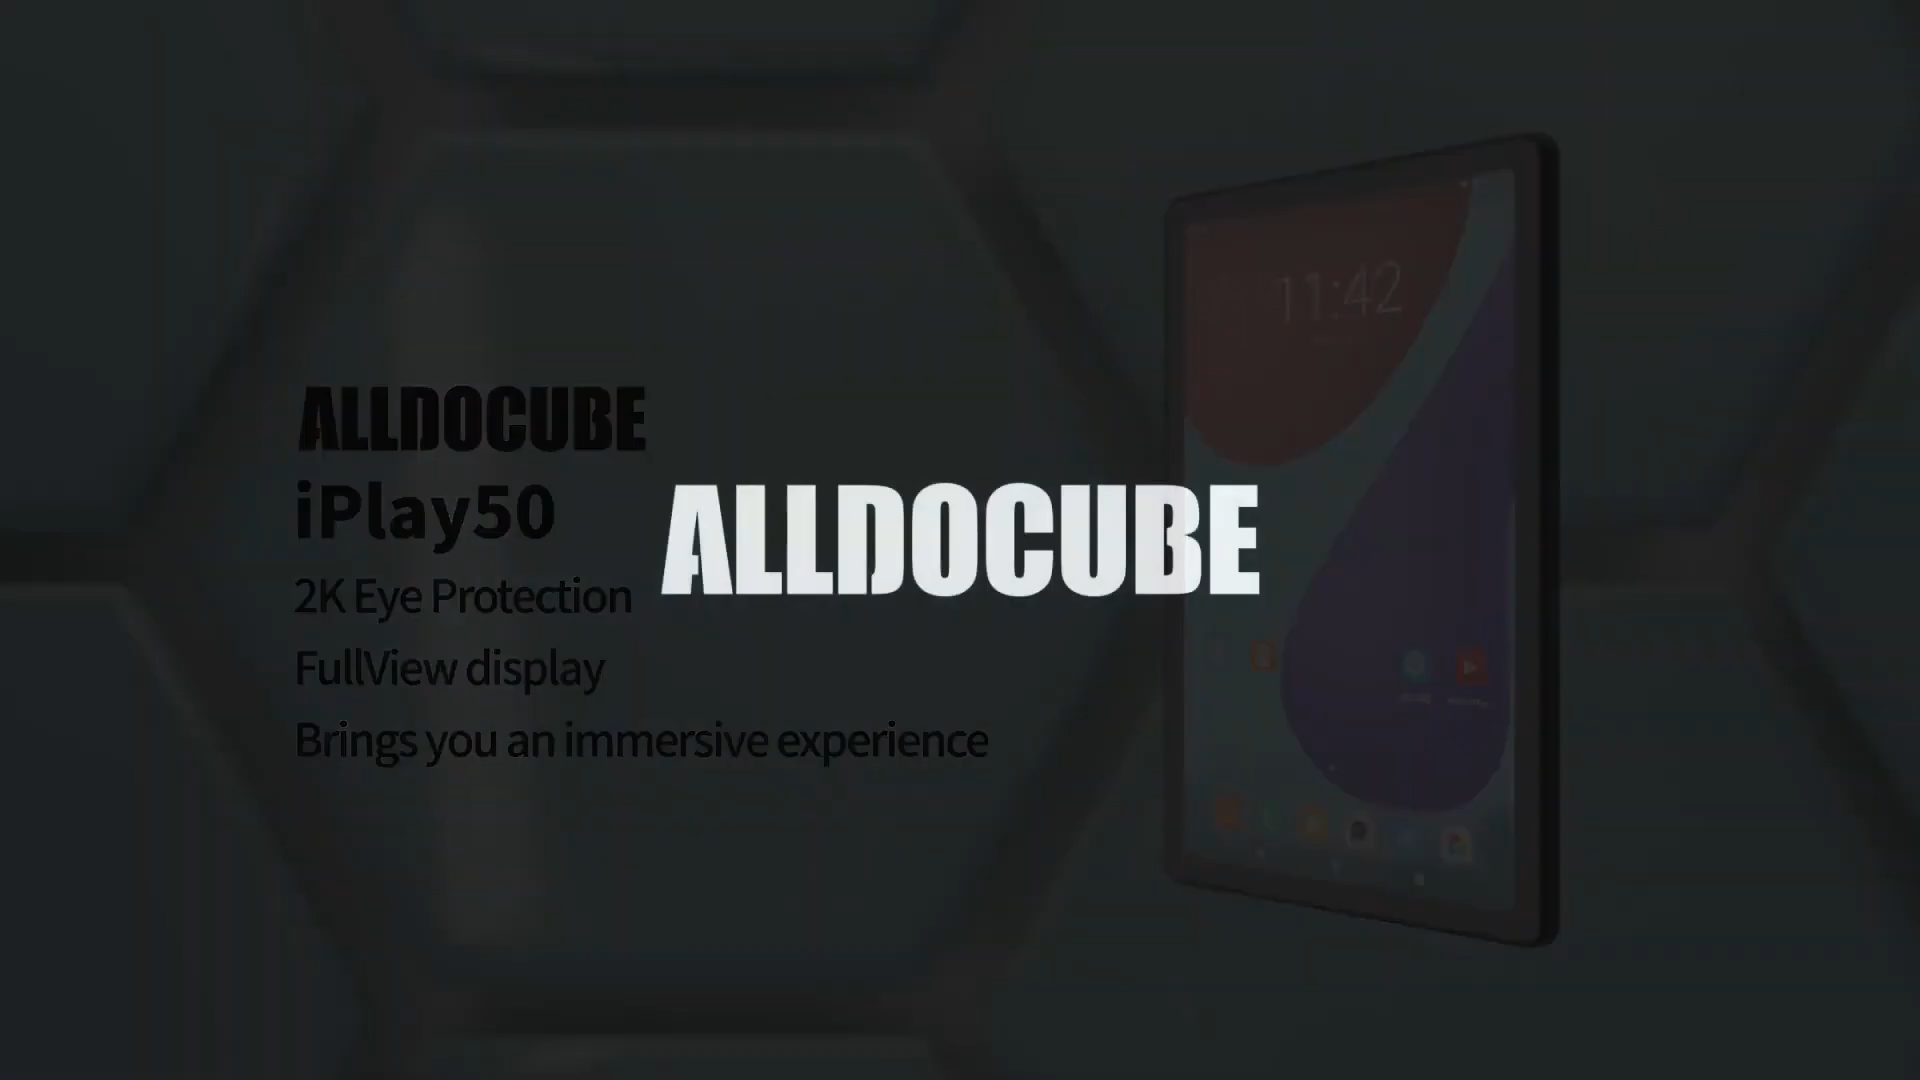 ALLDOCUBE
iPlay50
ALLDOCUBE
2K Eye Protection
FullView display
Brings you an immersive experience
11:42